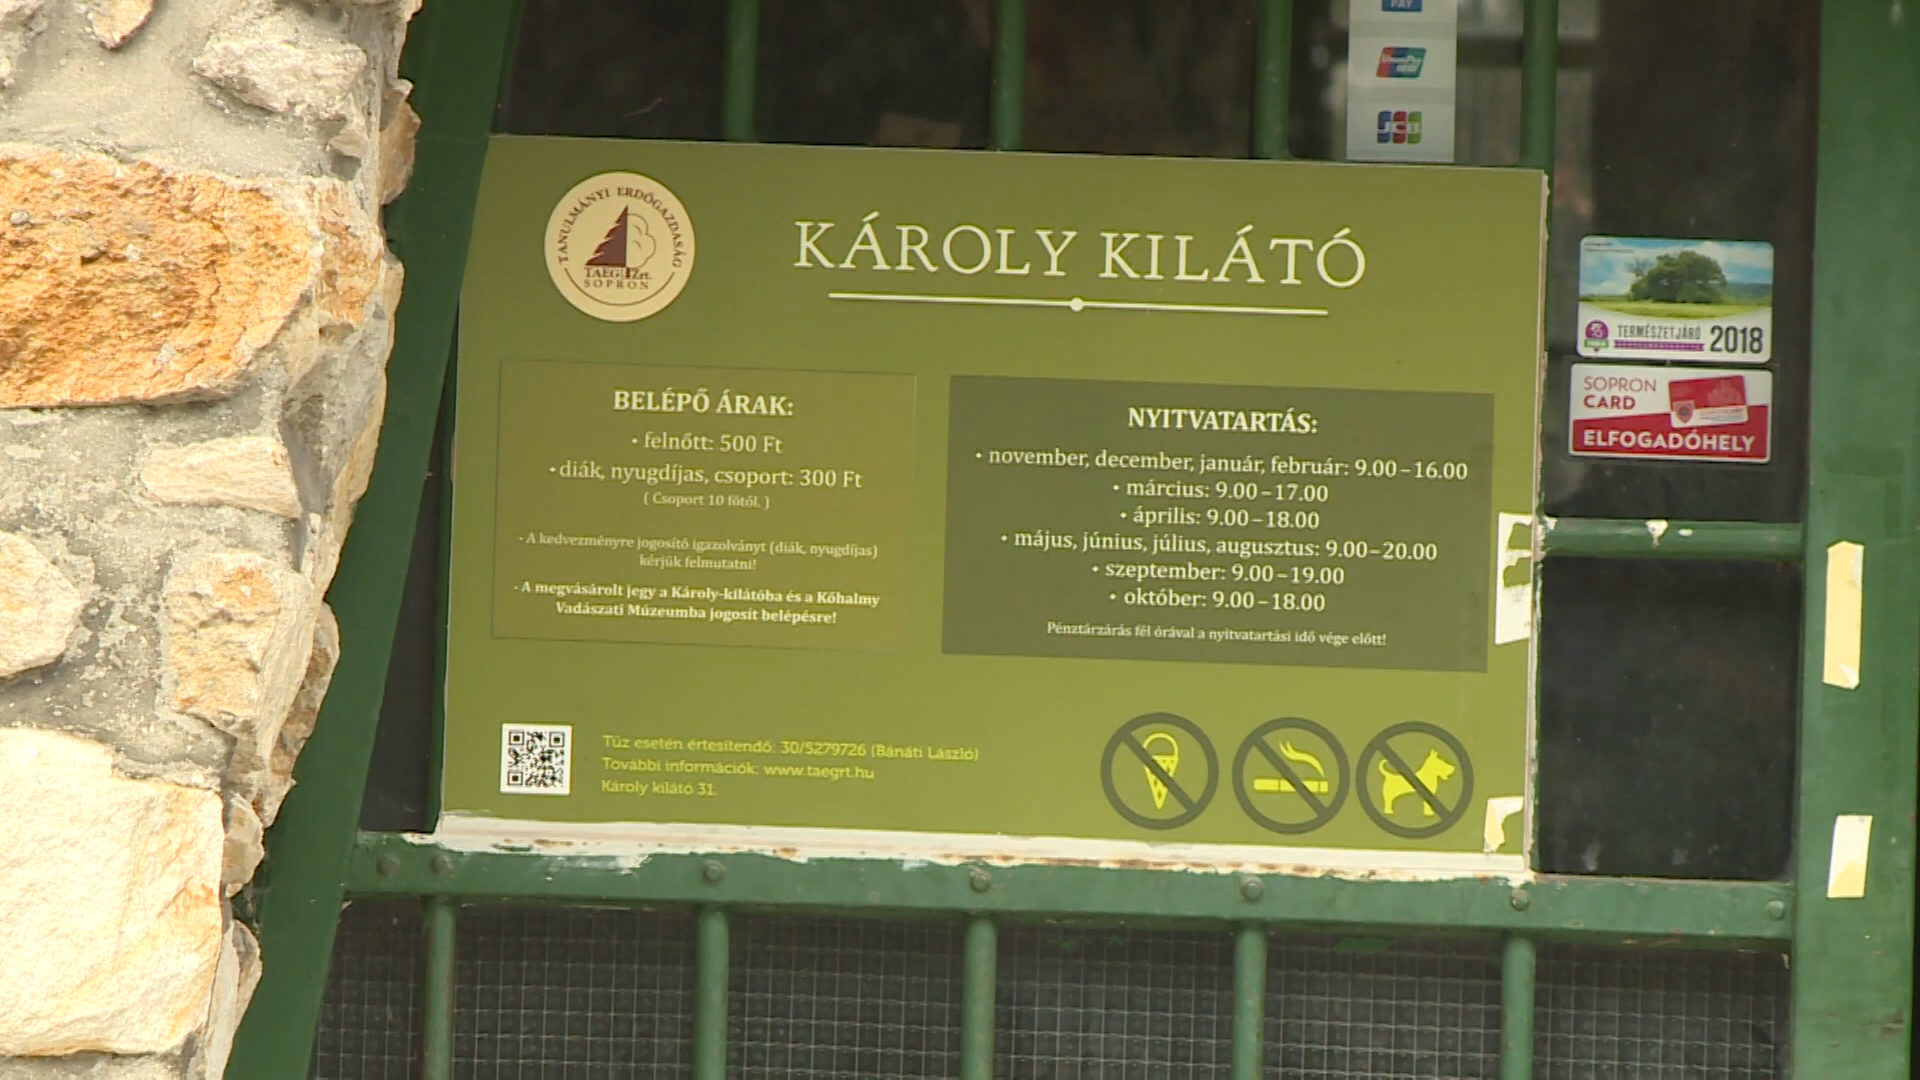 PAY
UnionPay
JCB
TANULMÁNYI ERDŐGAZDASÁG
TAEG Zrt.
SOPRON
KÁROLY KILÁTÓ
BELÉPŐ ÁRAK:
• felnőtt: 500 Ft
• diák, nyugdíjas, csoport: 300 Ft
( Csoport 10 főtől. )
• A kedvezményre jogosító igazolványt (diák, nyugdíjas)
kérjük felmutatni!
• A megvásárolt jegy a Károly-kilátóba és a Kőhalmy
Vadászati Múzeumba jogosít belépésre!
NYITVATARTÁS:
• november, december, január, február: 9.00–16.00
• március: 9.00–17.00
• április: 9.00–18.00
• május, június, július, augusztus: 9.00–20.00
• szeptember: 9.00–19.00
• október: 9.00–18.00
Pénztárzárás fél órával a nyitvatartási idő vége előtt!
Tűz esetén értesítendő: 30/5279726 (Bánáti László)
További információk: www.taegrt.hu
Károly kilátó 31.
TERMÉSZETJÁRÓ 2018
SOPRON
CARD
ELFOGADÓHELY